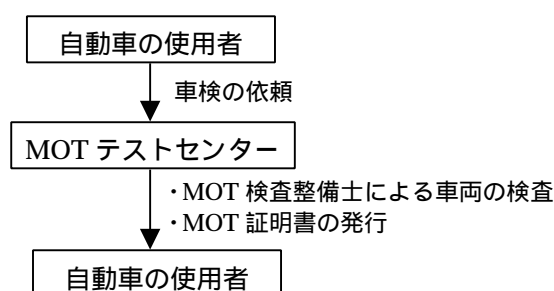 自動車の使用者
車検の依頼
MOT テストセンター
・MOT 検査整備士による車両の検査
・MOT 証明書の発行
自動車の使用者